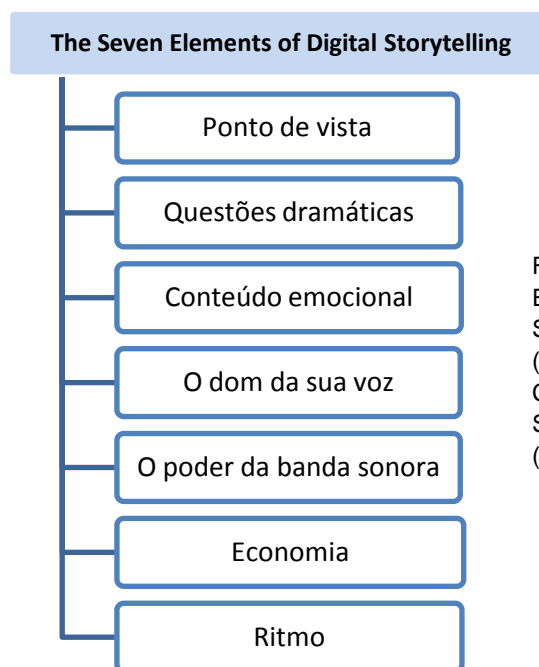 The Seven Elements of Digital Storytelling
Ponto de vista
Questões dramáticas
Conteúdo emocional
O dom da sua voz
O poder da banda sonora
Economia
Ritmo